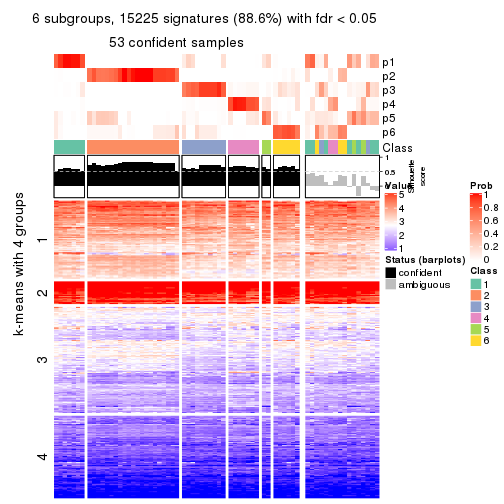 6 subgroups, 15225 signatures (88.6%) with fdr < 0.05
53 confident samples
p1
p2
p3
p4
p5
p6
Class
1
0.5
0
Silhouette
score
k-means with 4 groups
1
2
3
4
Value
5
4
3
2
1
Status (barplots)
confident
ambiguous
Prob
1
0.8
0.6
0.4
0.2
0
Class
1
2
3
4
5
6